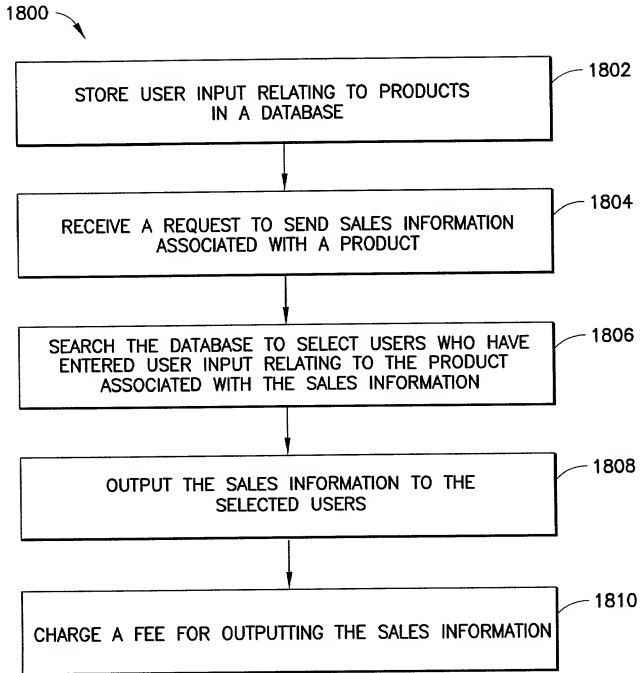 1800
STORE USER INPUT RELATING TO PRODUCTS
IN A DATABASE
1802
RECEIVE A REQUEST TO SEND SALES INFORMATION
ASSOCIATED WITH A PRODUCT
1804
SEARCH THE DATABASE TO SELECT USERS WHO HAVE
ENTERED USER INPUT RELATING TO THE PRODUCT
ASSOCIATED WITH THE SALES INFORMATION
1806
OUTPUT THE SALES INFORMATION TO THE
SELECTED USERS
1808
CHARGE A FEE FOR OUTPUTTING THE SALES INFORMATION
1810